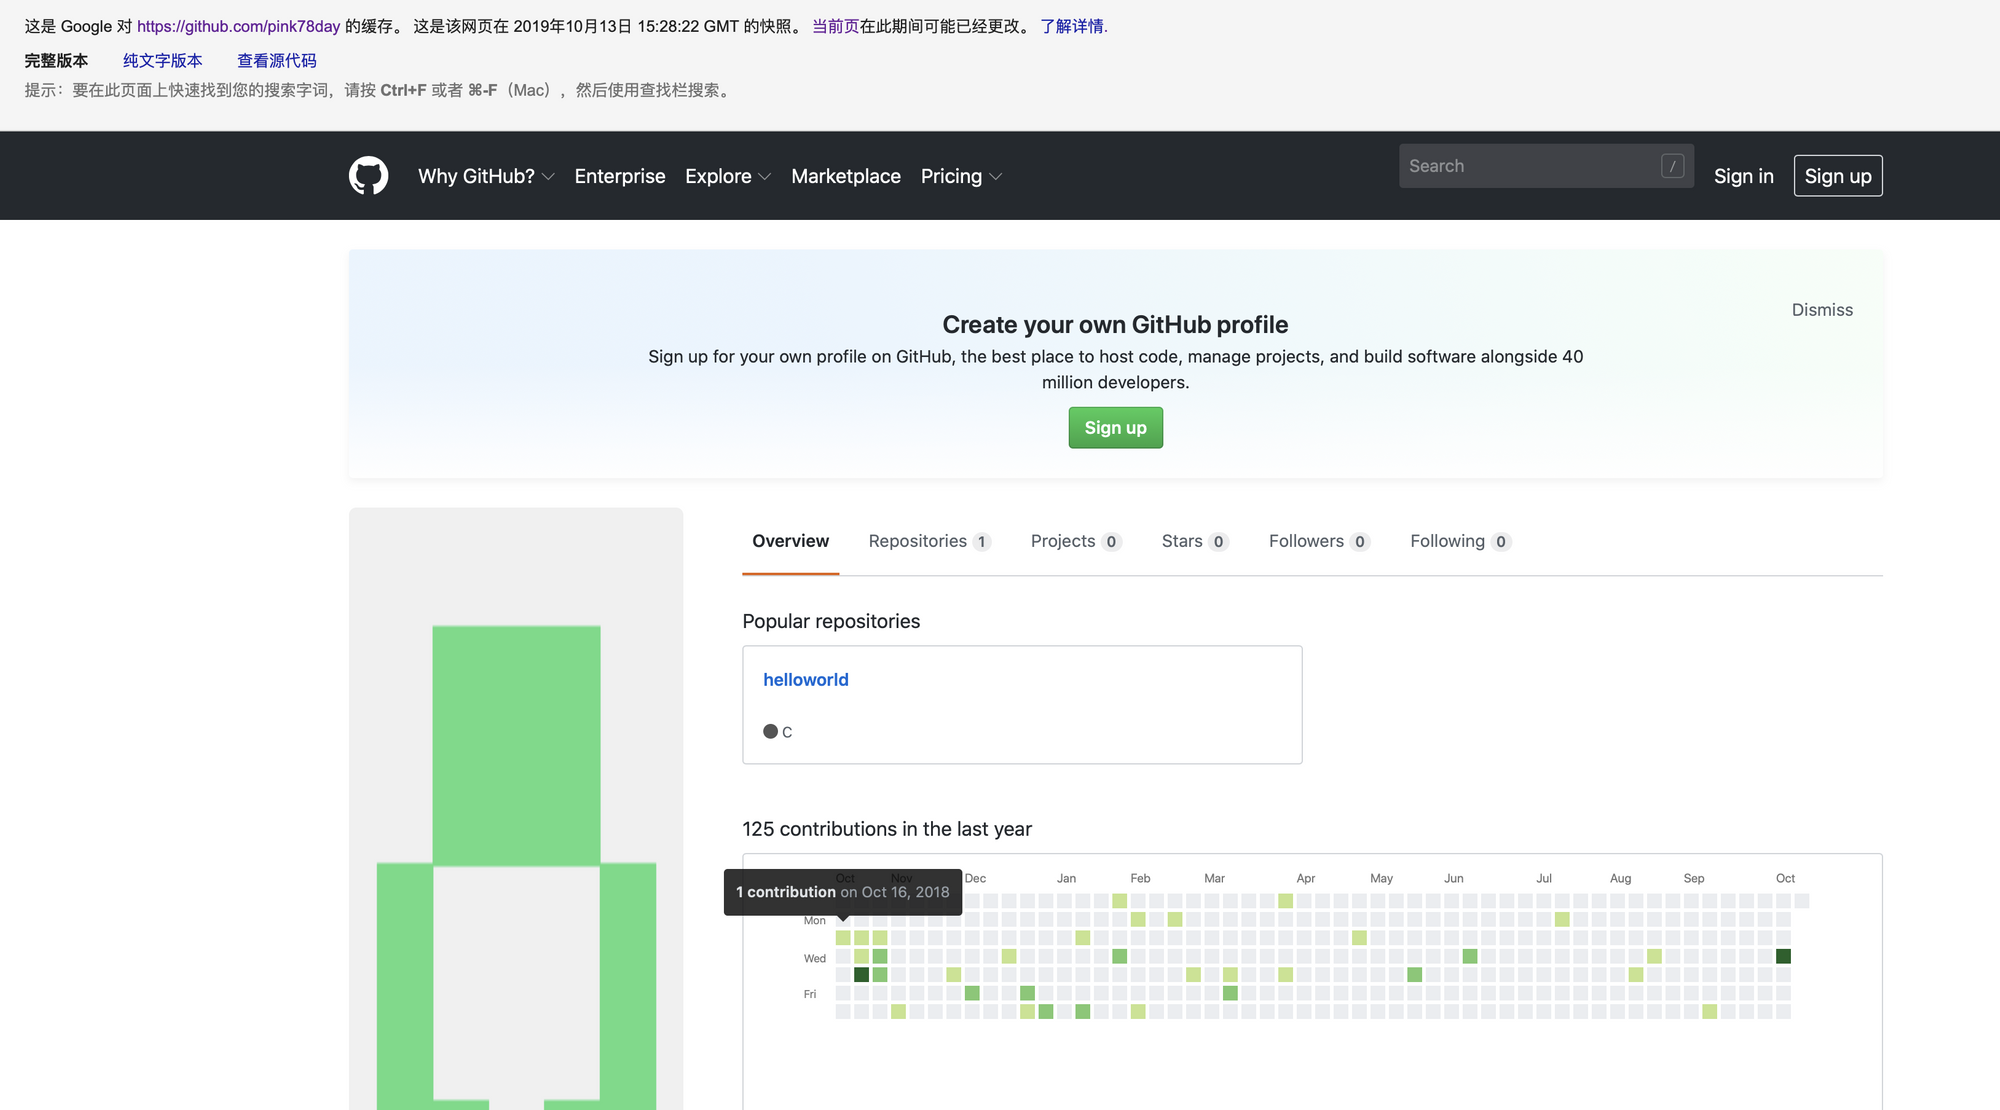 这是 Google 对 https://github.com/pink78day 的缓存。 这是该网页在 2019年10月13日 15:28:22 GMT 的快照。 当前页在此期间可能已经更改。 了解详情.
完整版本 纯文字版本 查看源代码
提示：要在此页面上快速找到您的搜索字词，请按 Ctrl+F 或者 ⌘-F（Mac），然后使用查找栏搜索。
Why GitHub? Enterprise Explore Marketplace Pricing Search / Sign in Sign up
Dismiss
Create your own GitHub profile
Sign up for your own profile on GitHub, the best place to host code, manage projects, and build software alongside 40
million developers.
Sign up
Overview Repositories 1 Projects 0 Stars 0 Followers 0 Following 0
Popular repositories
helloworld
C
125 contributions in the last year
Oct Nov Dec Jan Feb Mar Apr May Jun Jul Aug Sep Oct
1 contribution on Oct 16, 2018
Mon
Wed
Fri